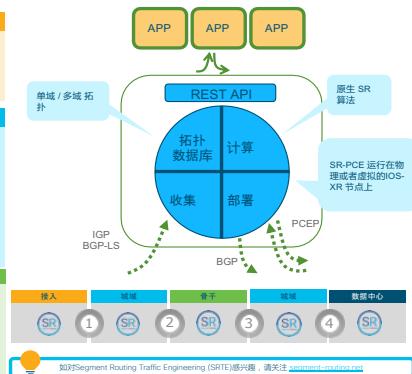 APP APP APP
REST API
单域 / 多域 拓
扑
原生 SR
算法
拓扑
数据库
计算
收集
部署
SR-PCE 运行在物
理或者虚拟的IOS-
XR 节点上
IGP
BGP-LS
BGP
PCEP
接入 城域 骨干 城域 数据中心
SR 1 SR 2 SR 3 SR 4 SR
如对Segment Routing Traffic Engineering (SRTE)感兴趣，请关注 segment-routing.net